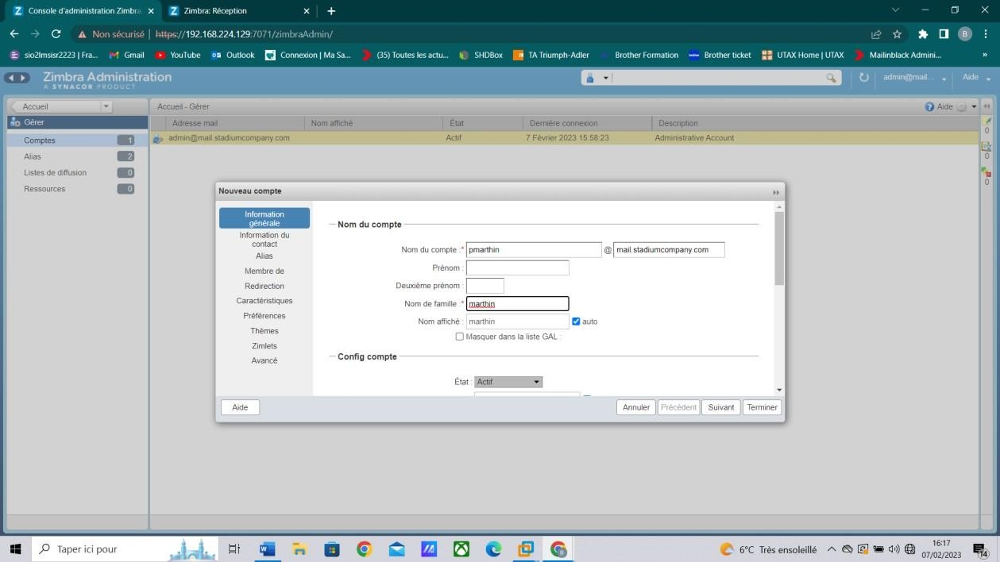 Console d'administration Zimbra
Zimbra: Réception
Non sécurisé https://192.168.224.129:7071/zimbraAdmin/
B
sio2lmsisr2223 | Fra... Gmail YouTube Outlook Connexion | Ma Sa... (35) Toutes les actu... SHDBox TA Triumph-Adler Brother Formation Brother ticket UTAX Home | UTAX Mailinblack Admini... »
Zimbra Administration
A SYNACOR PRODUCT
admin@mail... Aide
Accueil
Accueil - Gérer
Aide
Gérer
Adresse mail Nom affiché État Dernière connexion Description
Comptes 1
admin@mail.stadiumcompany.com Actif 7 Février 2023 15:58:23 Administrative Account
Alias 2
Listes de diffusion 0
Ressources 0
0
0
0
Nouveau compte
Information générale
Information du contact
Alias
Membre de
Redirection
Caractéristiques
Préférences
Thèmes
Zimlets
Avancé
Nom du compte
Nom du compte :* pmarthin @ mail.stadiumcompany.com
Prénom :
Deuxième prénom :
Nom de famille :* marthin
Nom affiché : marthin auto
Masquer dans la liste GAL :
Config compte
État : Actif
Aide Annuler Précédent Suivant Terminer
Taper ici pour
6°C Très ensoleillé
16:17
07/02/2023
14